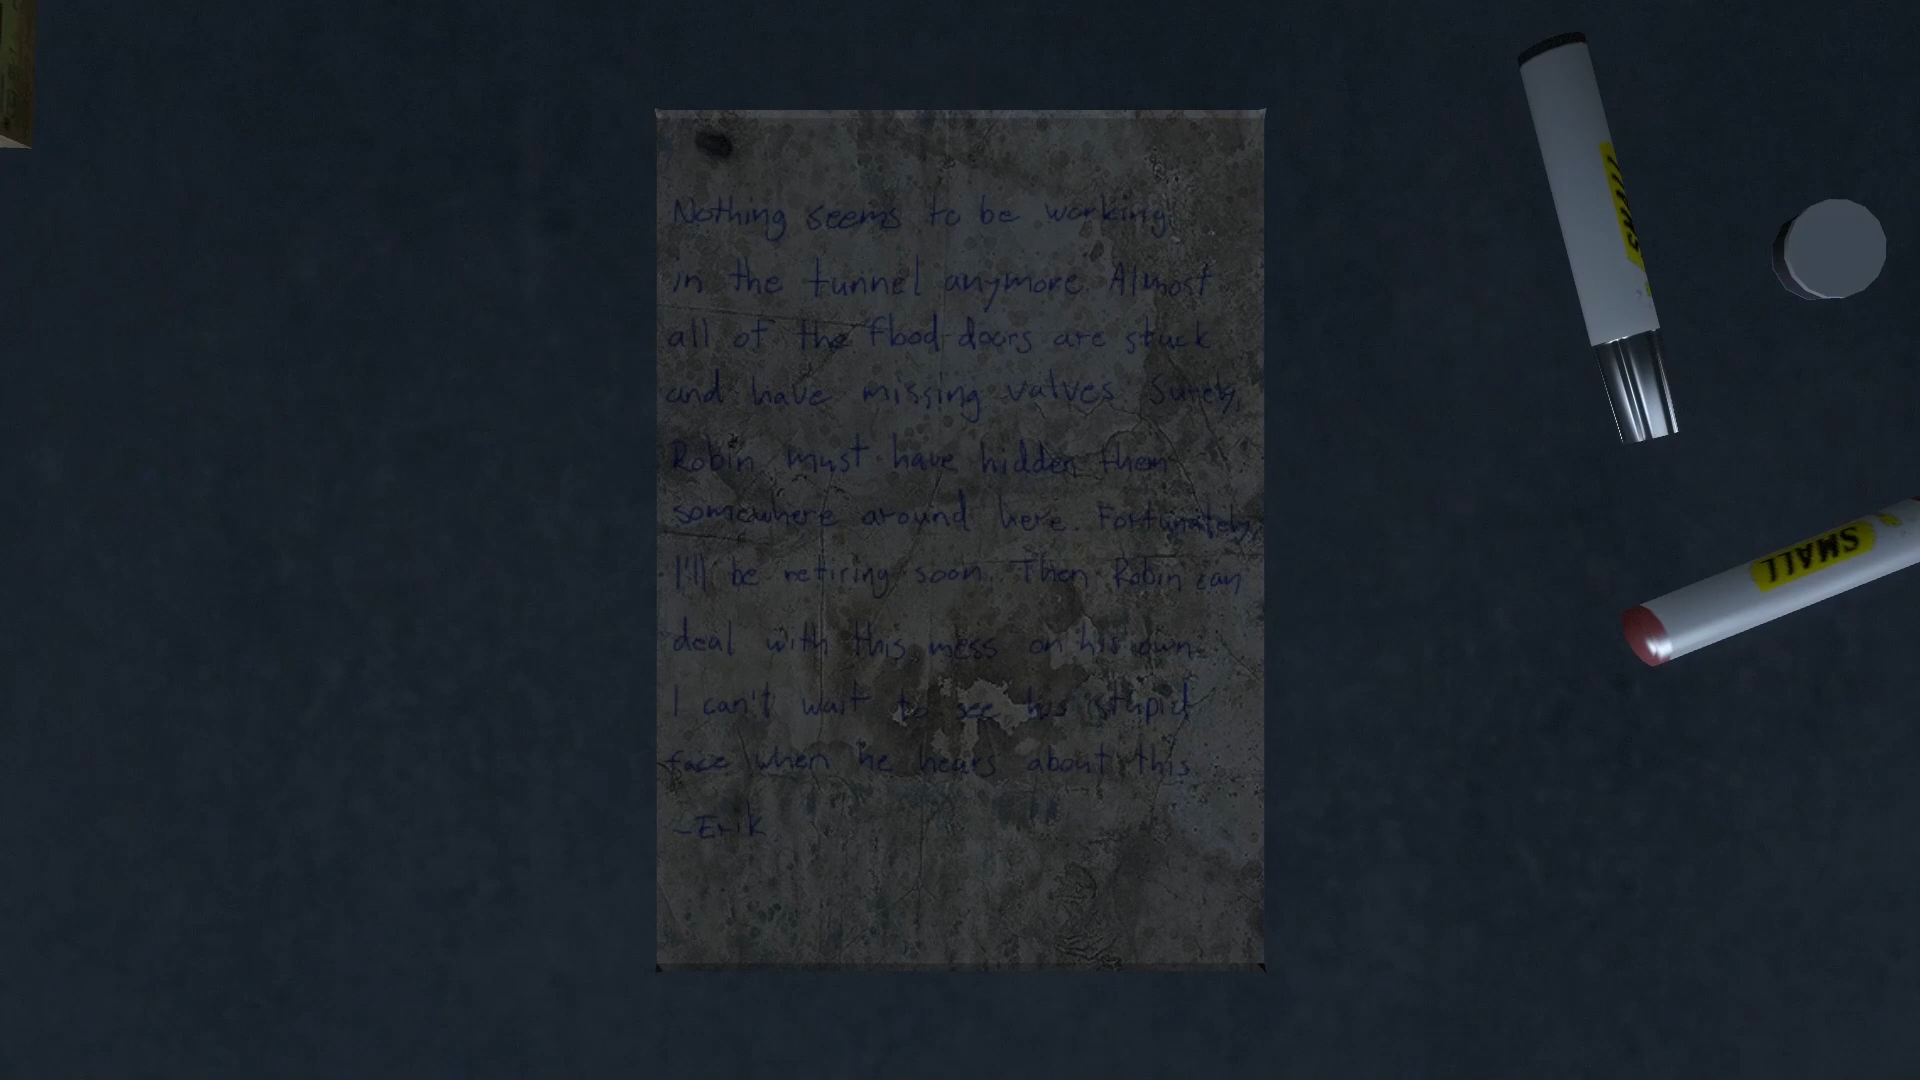 Nothing seems to be working
in the tunnel anymore. Almost
all of the flood-doors are stuck
and have missing valves. Surely,
Robin must have hidden them
somewhere around here. Fortunately,
I'll be retiring soon. Then Robin can
deal with this mess on his own.
I can't wait to see his stupid
face when he hears about this
-Erik
SMALL